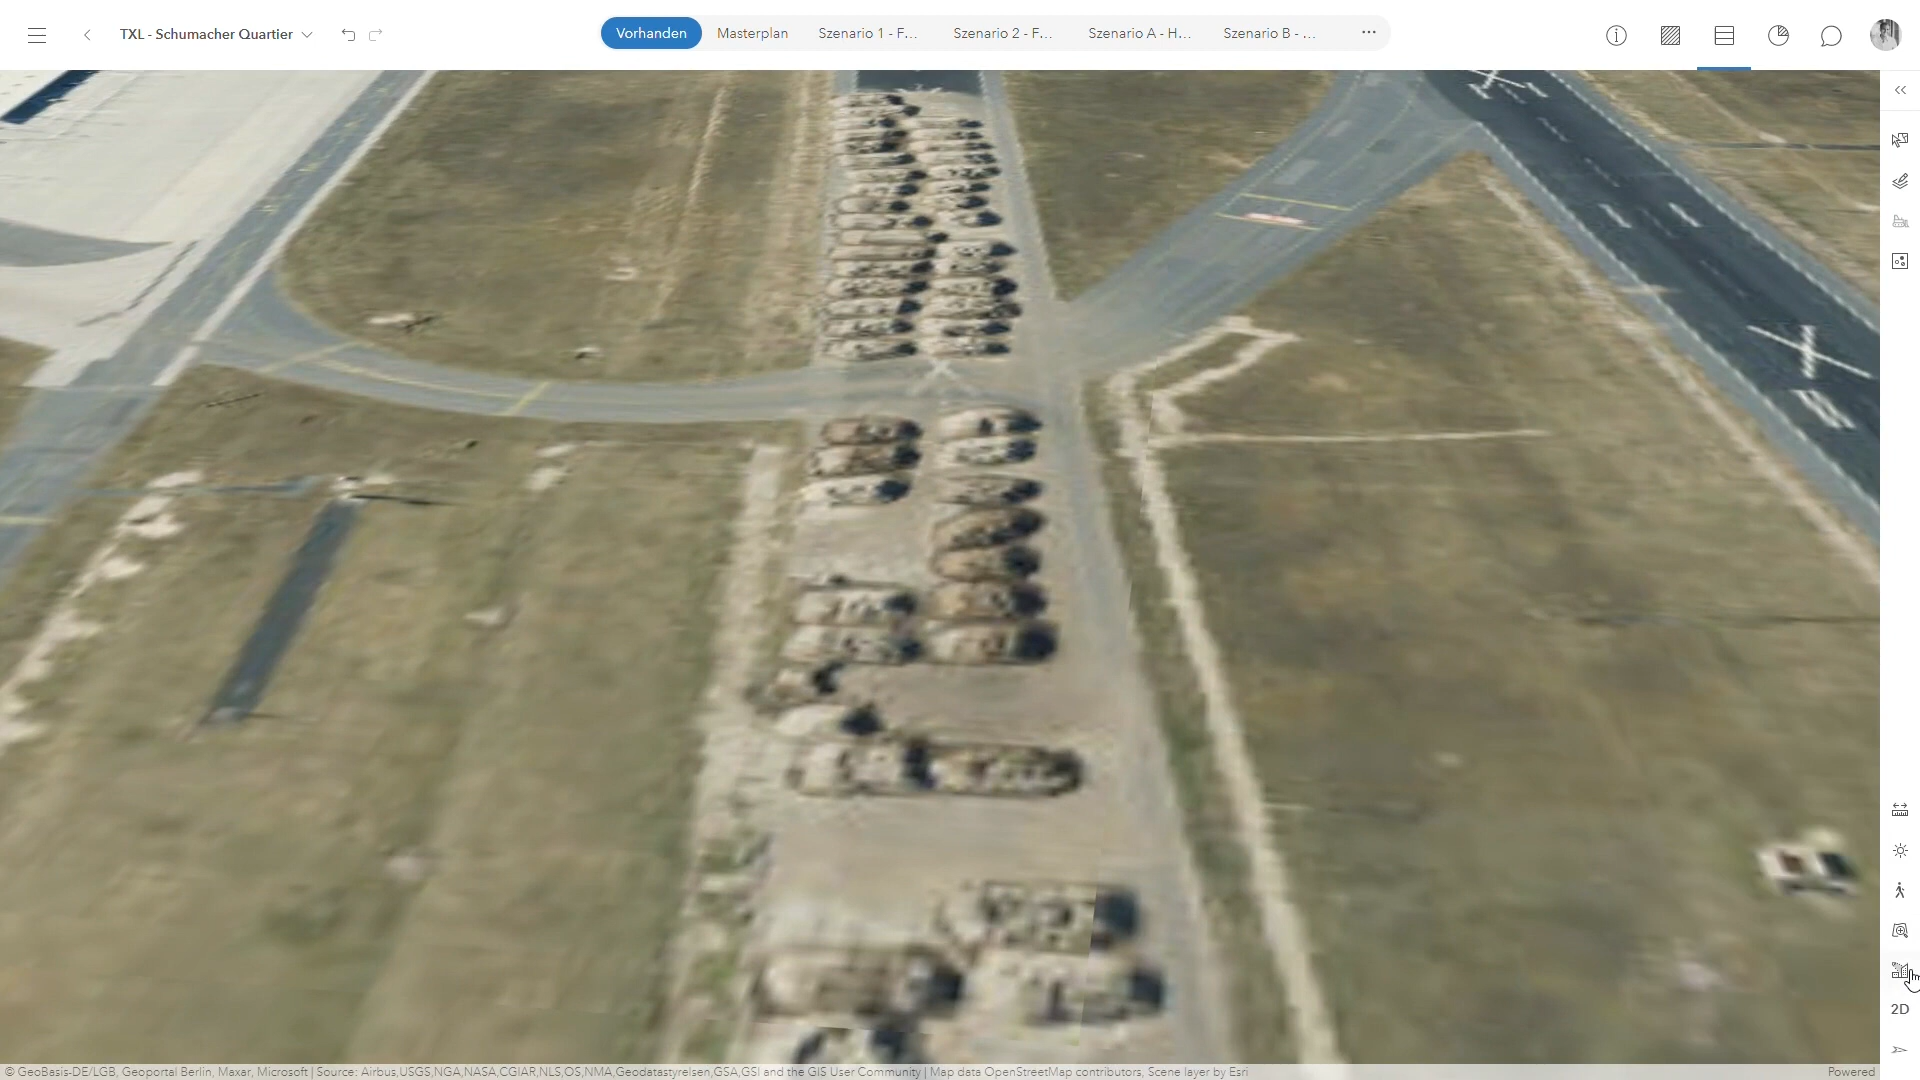 TXL - Schumacher Quartier
Vorhanden
Masterplan
Szenario 1 - F...
Szenario 2 - F...
Szenario A - H...
Szenario B - ...
2D
© GeoBasis-DE/LGB, Geoportal Berlin, Maxar, Microsoft | Source: Airbus,USGS,NGA,NASA,CGIAR,NLS,OS,NMA,Geodatastyrelsen,GSA,GSI and the GIS User Community | Map data OpenStreetMap contributors, Scene layer by Esri
Powered